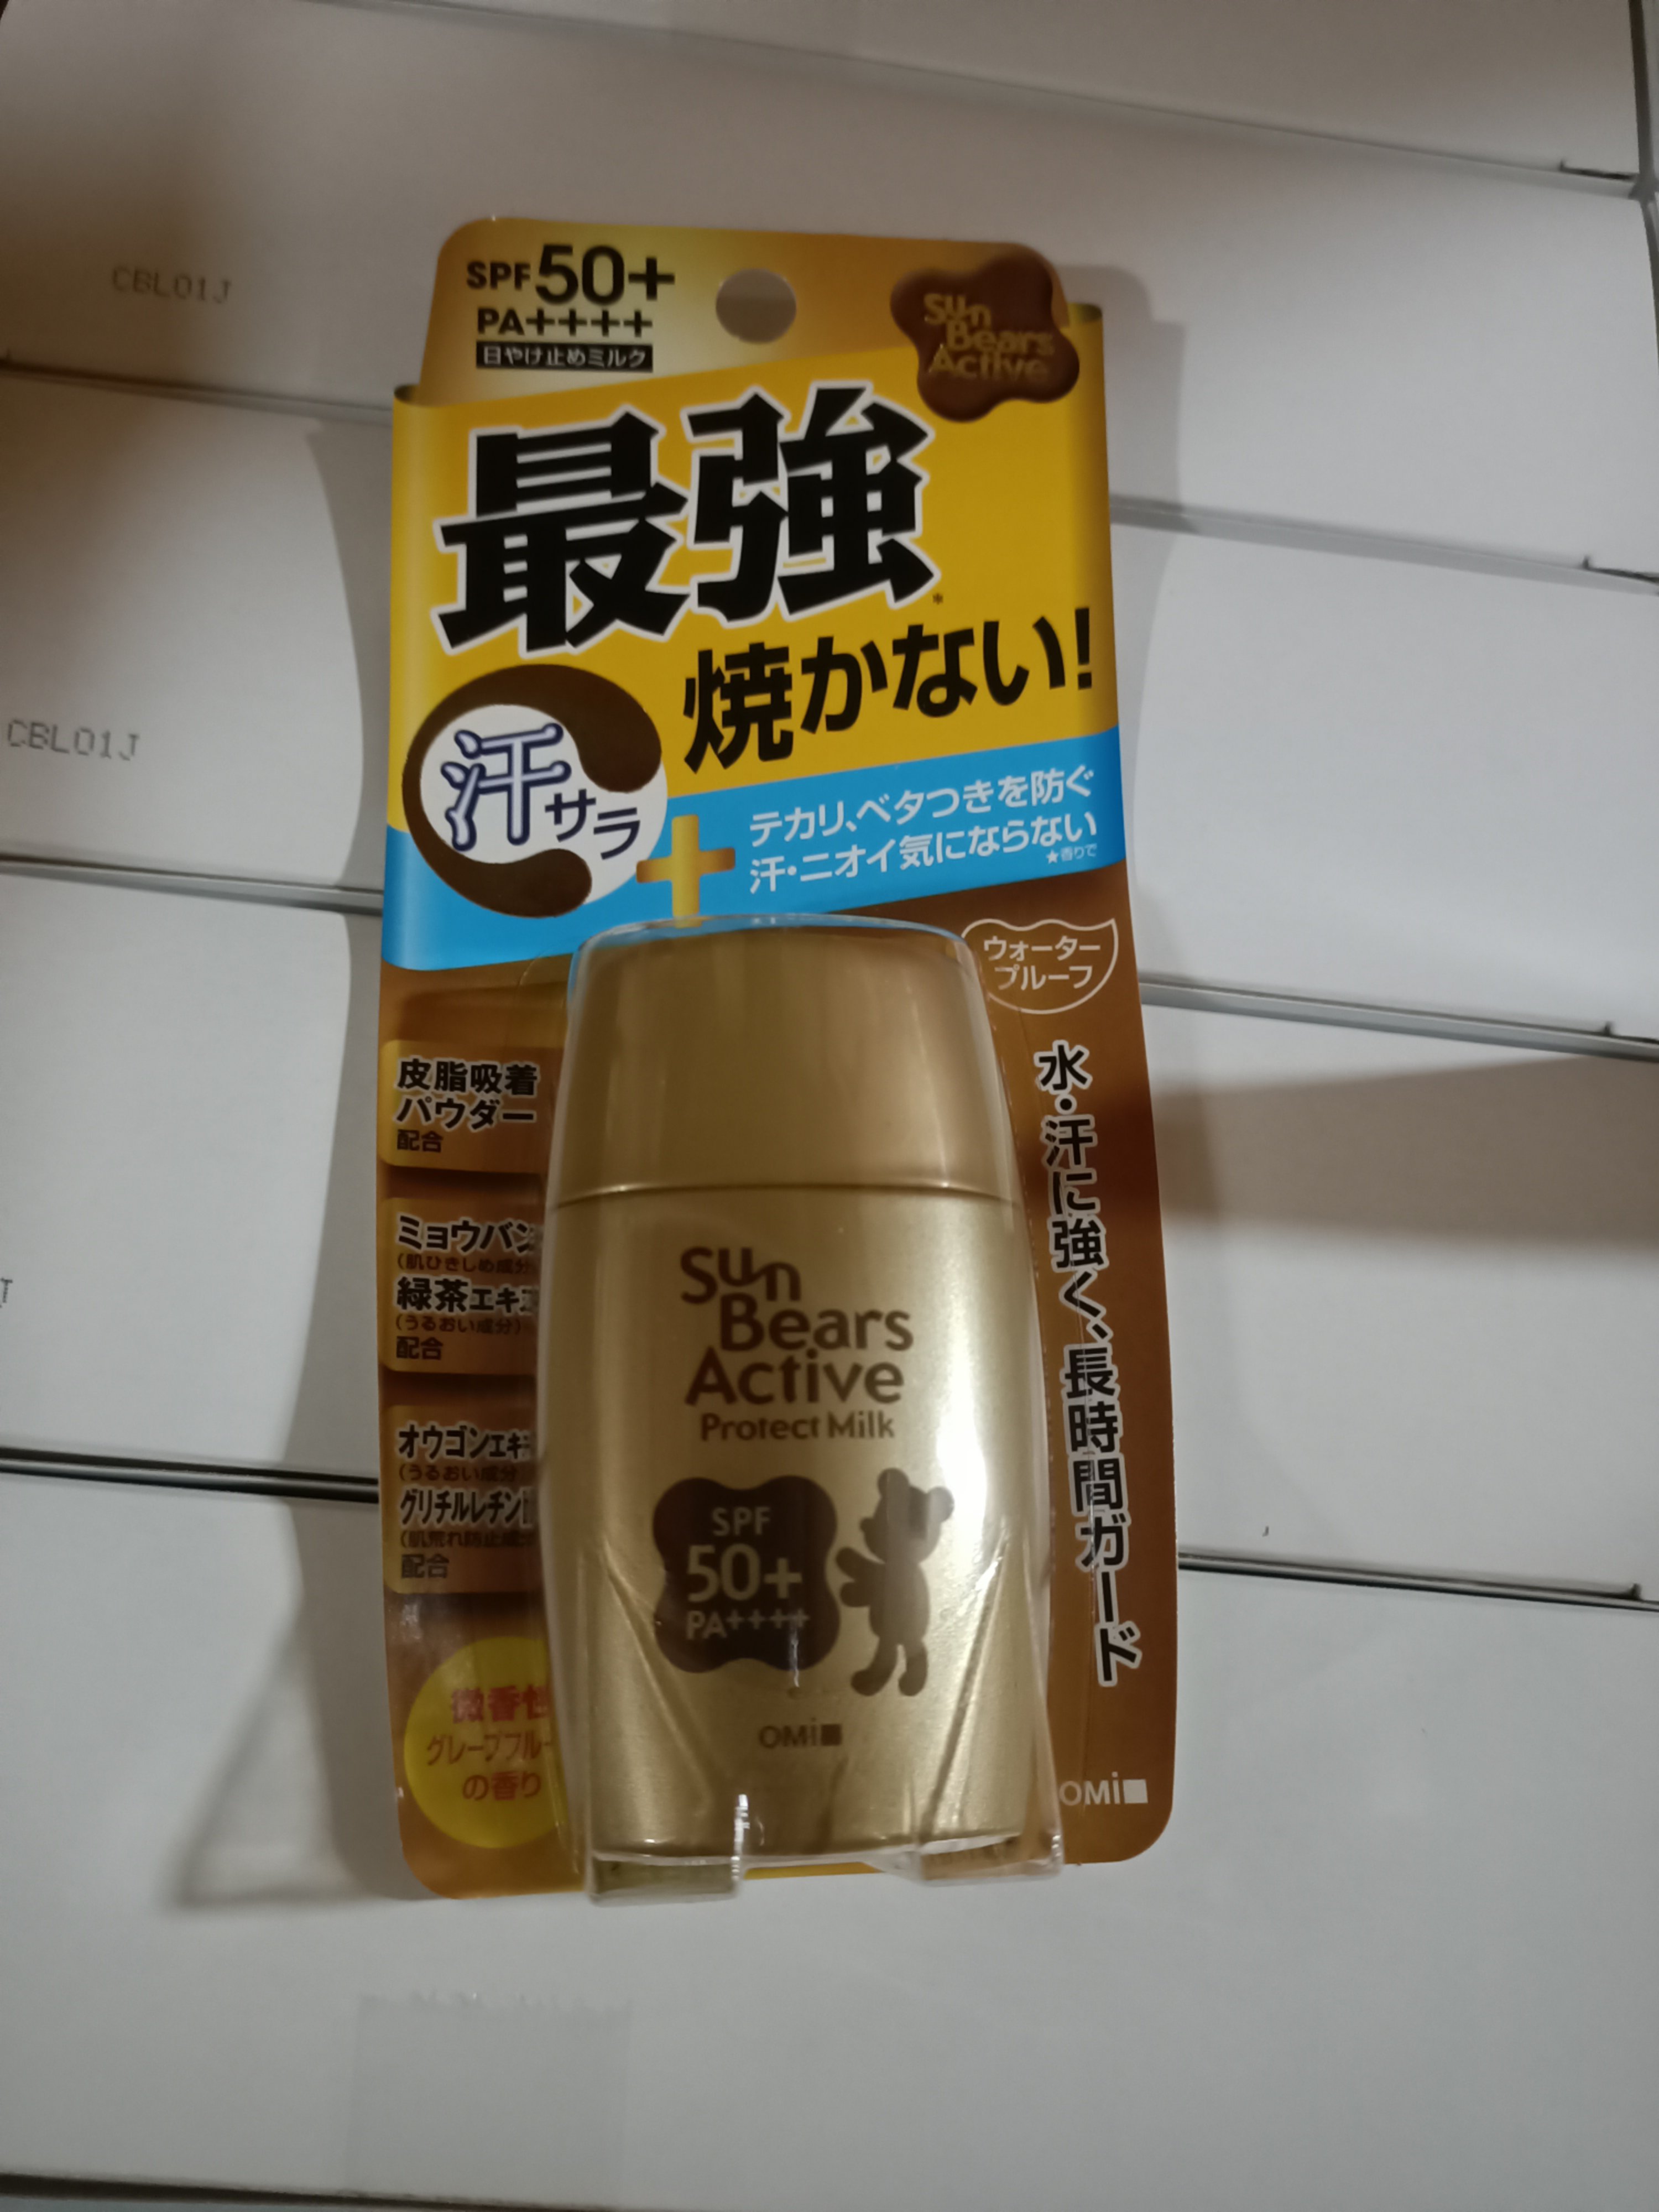 SPF50+
PA++++
日やけ止めミルク
Sun
Bears
Active
最強
*
焼かない!
汗サラ
テカリ、ベタつきを防ぐ
汗・ニオイ気にならない
★香りで
ウォーター
プルーフ
水・汗に強く、長時間ガード
皮脂吸着
パウダー
配合
ミョウバン
(肌ひきしめ成分
緑茶エキ
(うるおい成分)
配合
オウゴンエキ
(うるおい成分
グリチルレチン
(肌荒れ防止成分
配合
微香性
グレープフルー
の香り
Sun
Bears
Active
Protect Milk
SPF
50+
PA++++
OMi
OMi
CBL01J
CBL01J